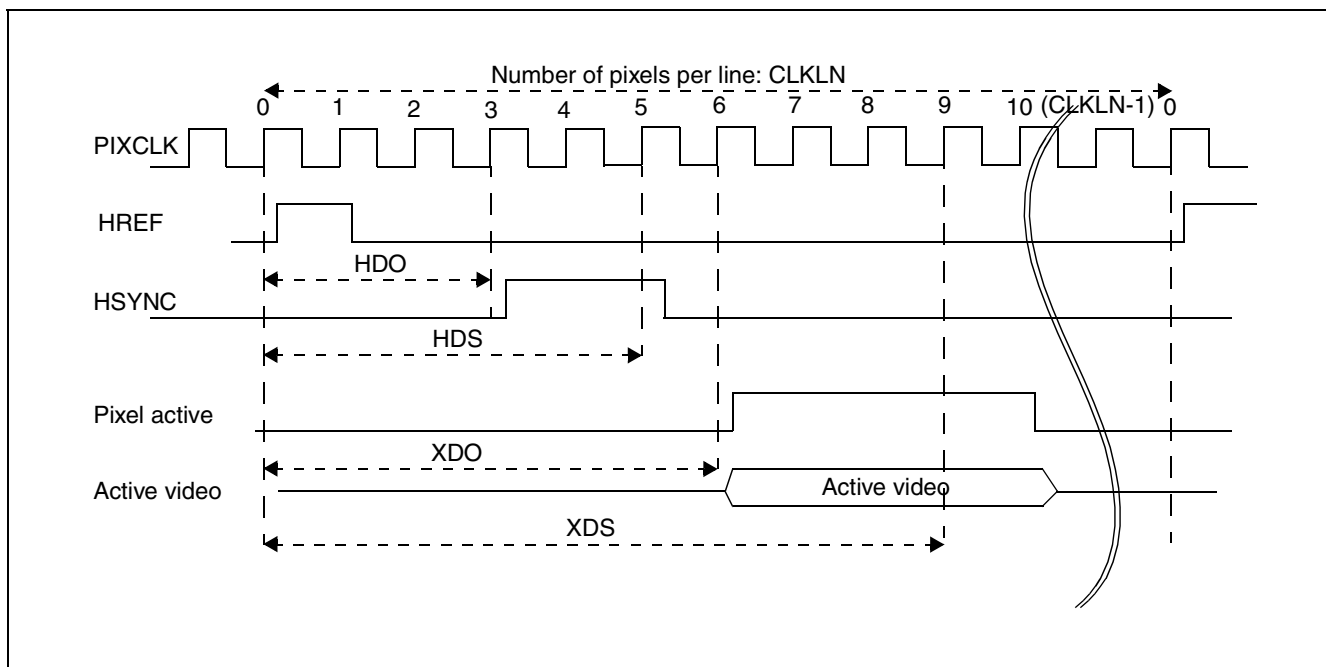 Number of pixels per line: CLKLN
0 1 2 3 4 5 6 7 8 9 10 (CLKLN-1) 0
PIXCLK
HREF
HDO
HSYNC
HDS
Pixel active
XDO
Active video
Active video
XDS